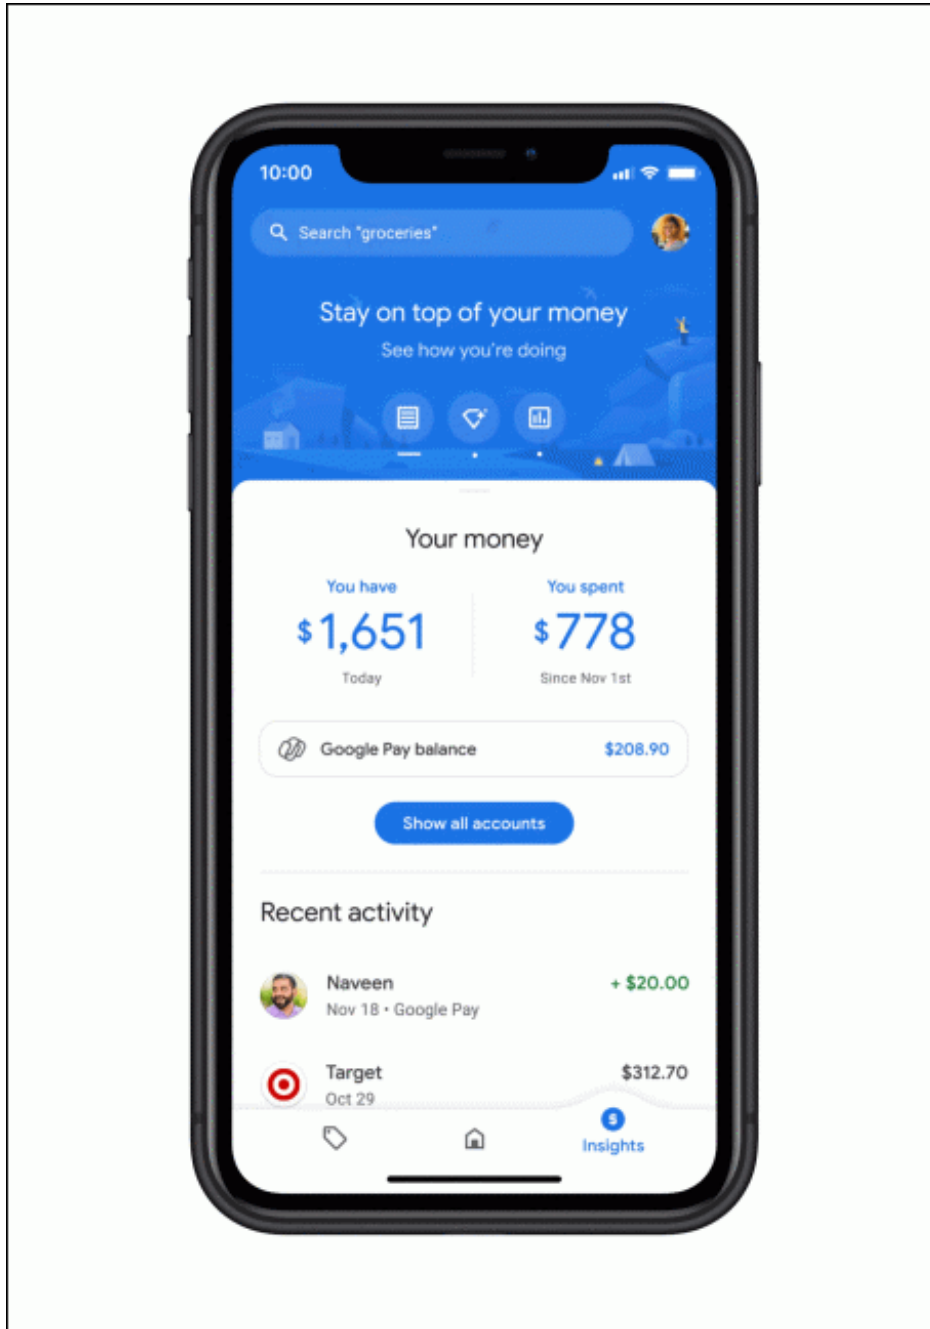 10:00
Search "groceries"
Stay on top of your money
See how you're doing
Your money
You have
You spent
$1,651
$778
Today
Since Nov 1st
Google Pay balance
$208.90
Show all accounts
Recent activity
Naveen
+ $20.00
Nov 18 • Google Pay
Target
$312.70
Oct 29
Insights